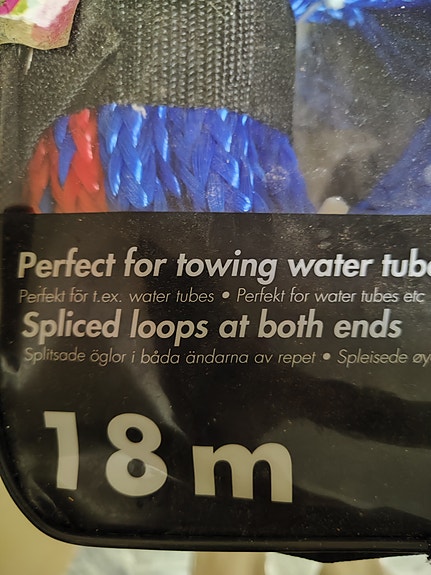 Perfect for towing water tube
Perfekt för t.ex. water tubes • Perfekt for water tubes etc
Spliced loops at both ends
Splitsade öglor i båda ändarna av repet • Spleisede øy
18 m